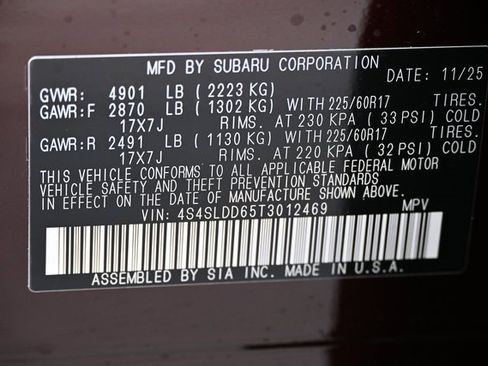 MFD BY SUBARU CORPORATION
DATE: 11/25
GVWR: 4901 LB (2223 KG)
GAWR:F 2870 LB (1302 KG) WITH 225/60R17 TIRES.
17X7J RIMS. AT 230 KPA (33 PSI) COLD
GAWR:R 2491 LB (1130 KG) WITH 225/60R17 TIRES.
17X7J RIMS. AT 220 KPA (32 PSI) COLD
THIS VEHICLE CONFORMS TO ALL APPLICABLE FEDERAL MOTOR
VEHICLE SAFETY AND THEFT PREVENTION STANDARDS
IN EFFECT ON THE DATE OF MANUFACTURE SHOWN ABOVE.
VIN: 4S4SLDD65T3012469 MPV
ASSEMBLED BY SIA INC. MADE IN U.S.A.